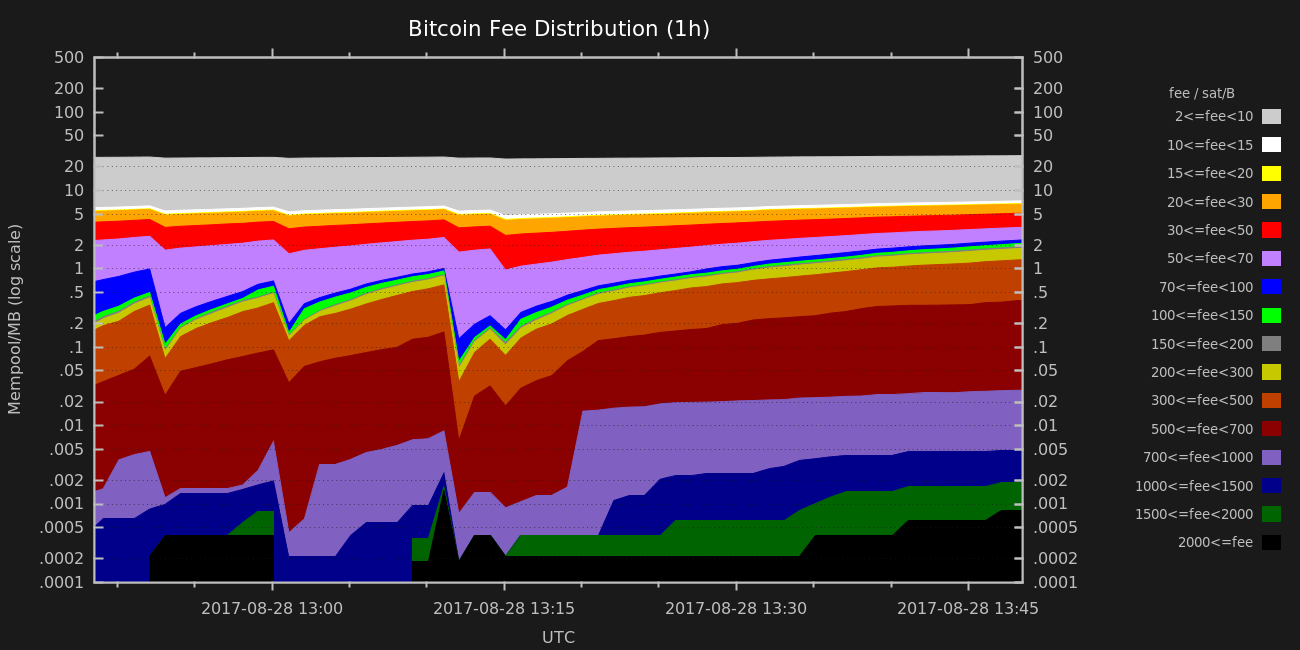 Bitcoin Fee Distribution (1h)
Mempool/MB (log scale)
500
200
100
50
20
10
5
2
1
.5
.2
.1
.05
.02
.01
.005
.002
.001
.0005
.0002
.0001
500
200
100
50
20
10
5
2
1
.5
.2
.1
.05
.02
.01
.005
.002
.001
.0005
.0002
.0001
fee / sat/B
2<=fee<10
10<=fee<15
15<=fee<20
20<=fee<30
30<=fee<50
50<=fee<70
70<=fee<100
100<=fee<150
150<=fee<200
200<=fee<300
300<=fee<500
500<=fee<700
700<=fee<1000
1000<=fee<1500
1500<=fee<2000
2000<=fee
2017-08-28 13:00 2017-08-28 13:15 2017-08-28 13:30 2017-08-28 13:45
UTC